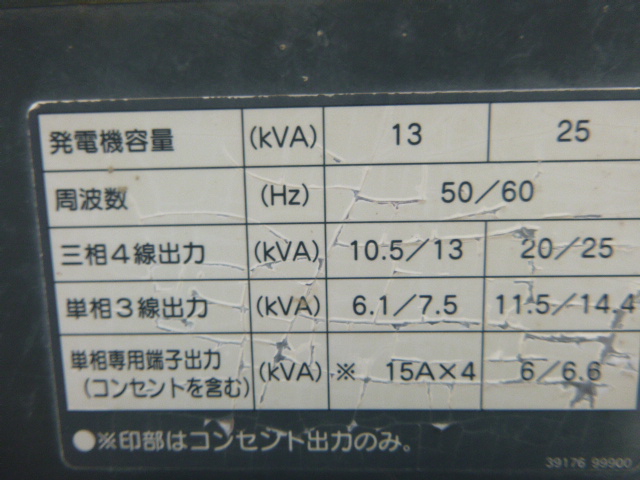 発電機容量 (kVA) 13 25
周波数 (Hz) 50/60
三相4線出力 (kVA) 10.5/13 20/25
単相3線出力 (kVA) 6.1/7.5 11.5/14.4
単相専用端子出力
(コンセントを含む) (kVA) ※ 15A×4 6/6.6
●※印部はコンセント出力のみ。
39176 99900